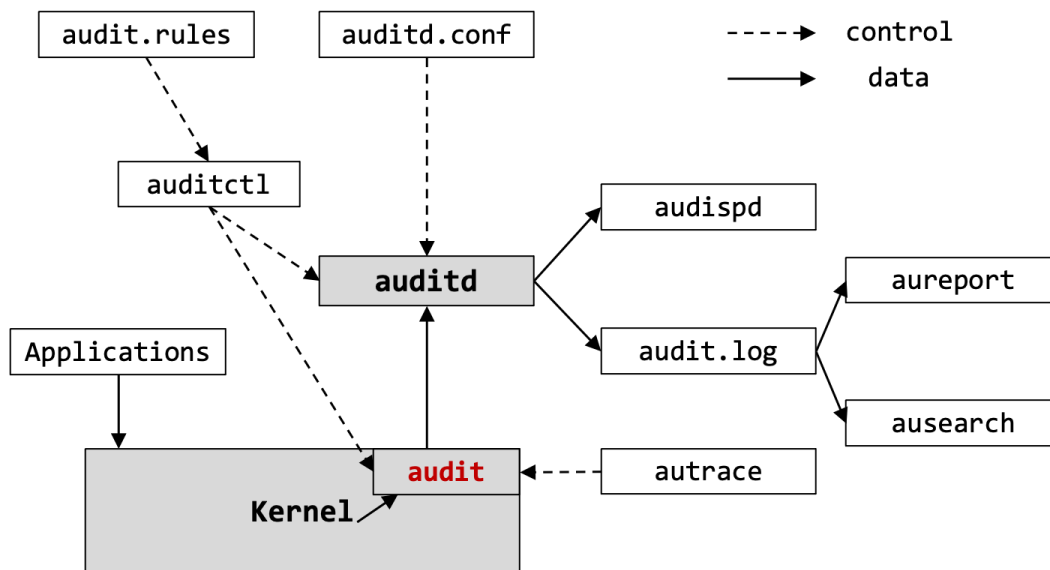 audit.rules
auditd.conf
control
data
auditctl
audispd
auditd
aureport
Applications
audit.log
ausearch
audit
autrace
Kernel